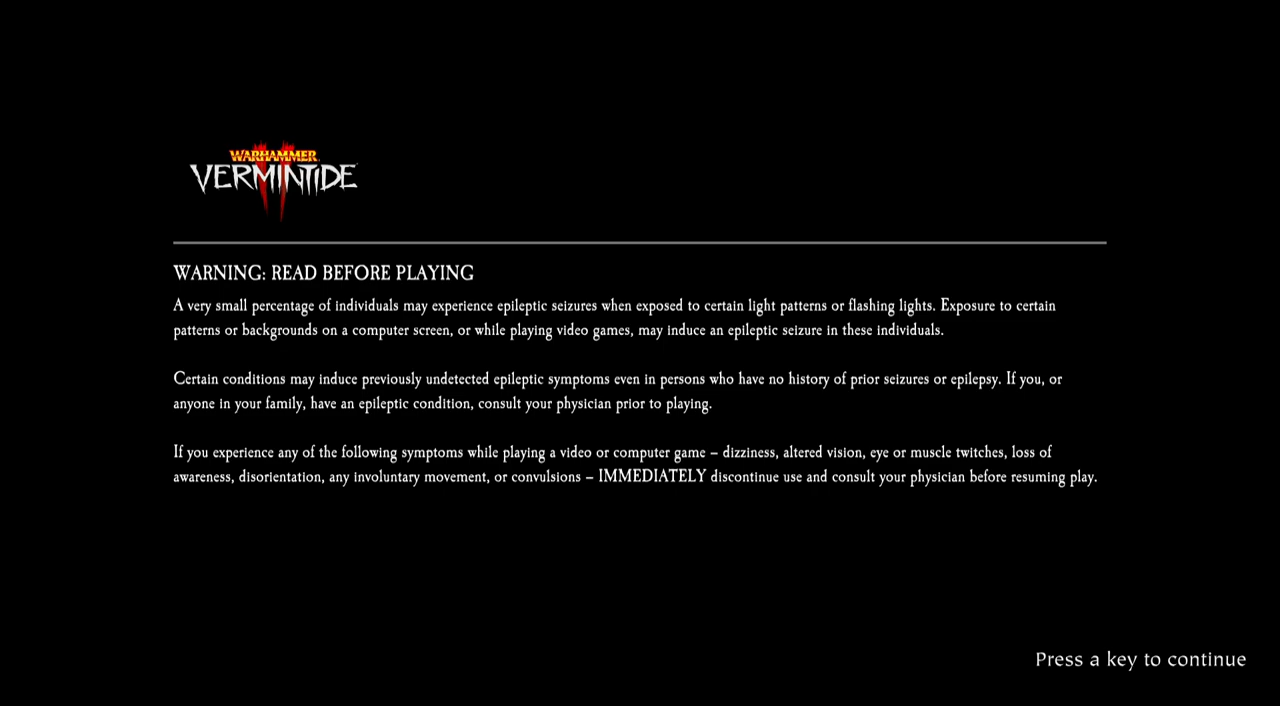 WARHAMMER
VERMINTIDE
WARNING: READ BEFORE PLAYING
A very small percentage of individuals may experience epileptic seizures when exposed to certain light patterns or flashing lights. Exposure to certain
patterns or backgrounds on a computer screen, or while playing video games, may induce an epileptic seizure in these individuals.
Certain conditions may induce previously undetected epileptic symptoms even in persons who have no history of prior seizures or epilepsy. If you, or
anyone in your family, have an epileptic condition, consult your physician prior to playing.
If you experience any of the following symptoms while playing a video or computer game – dizziness, altered vision, eye or muscle twitches, loss of
awareness, disorientation, any involuntary movement, or convulsions – IMMEDIATELY discontinue use and consult your physician before resuming play.
Press a key to continue